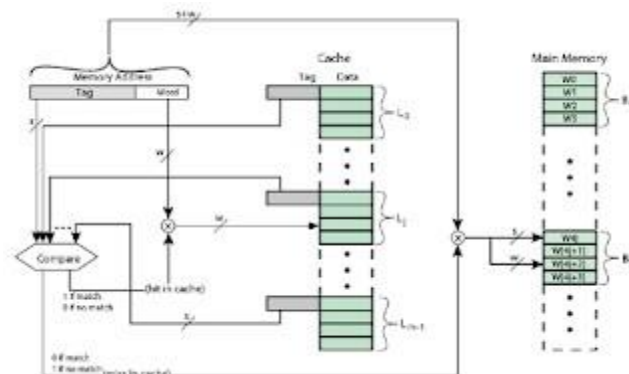 s+w
Cache
Main Memory
Memory Address
Tag
Data
Tag
Word
W0
W1
W2
W3
L0
s
w
w
Lj
W4j
W(4j+1)
W(4j+2)
W(4j+3)
s
w
Compare
(hit in cache)
1 if match
0 if no match
s
Lm–1
0 if match
1 if no match